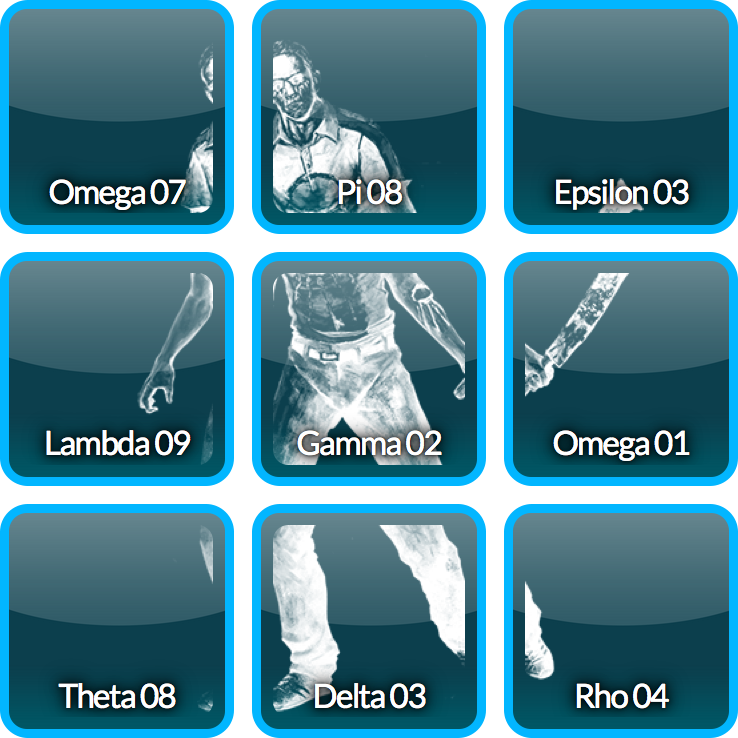 Omega 07
Pi 08
Epsilon 03
Lambda 09
Gamma 02
Omega 01
Theta 08
Delta 03
Rho 04